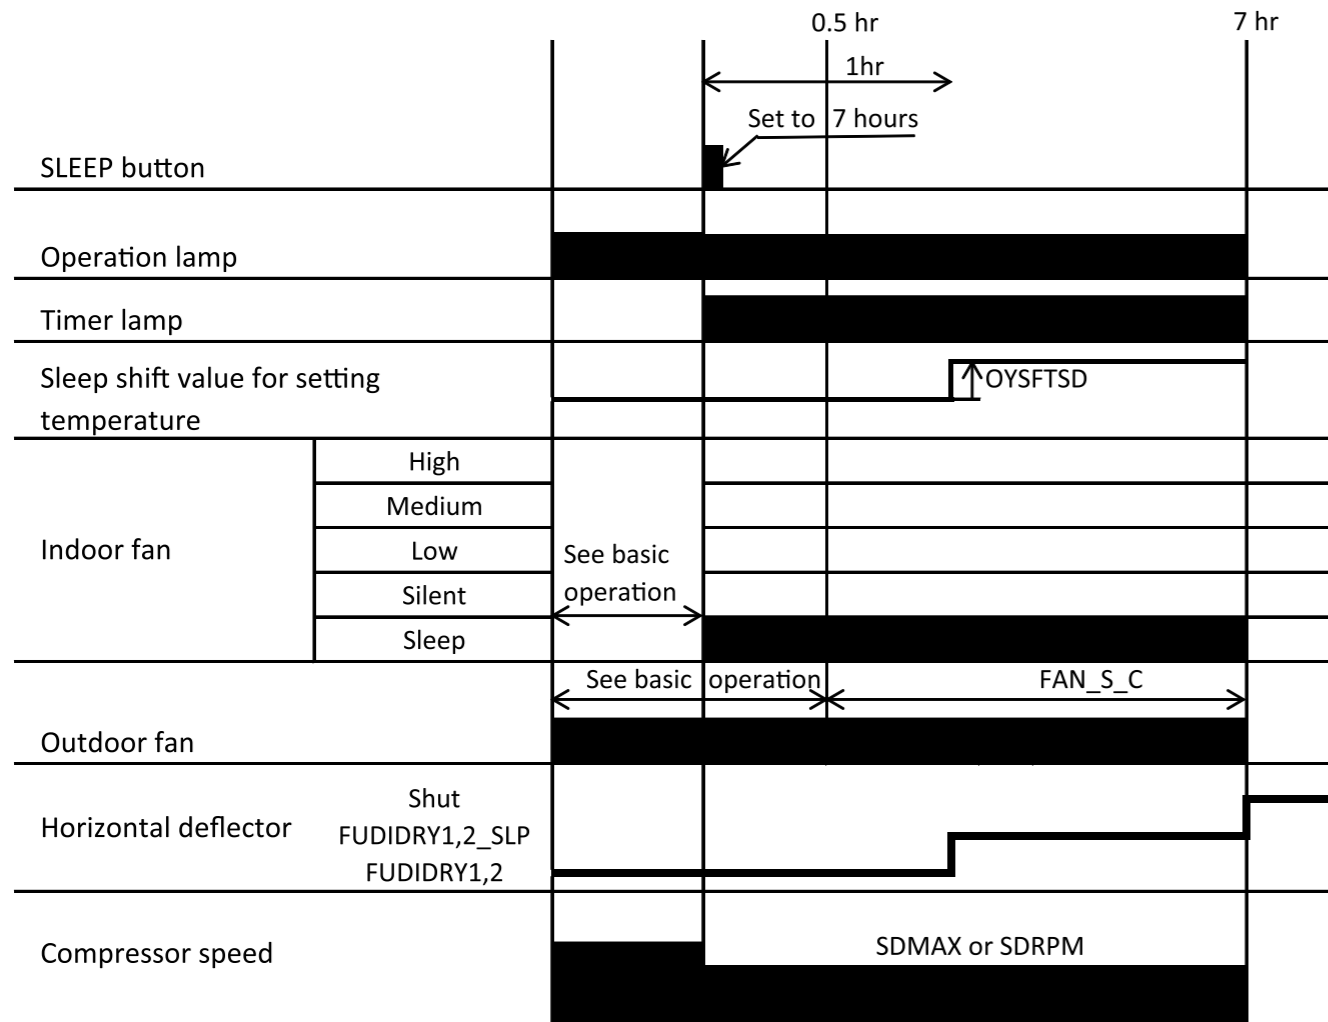 0.5 hr
7 hr
1hr
Set to 7 hours
SLEEP button
Operation lamp
Timer lamp
Sleep shift value for setting
temperature
OYSFTSD
High
Medium
Indoor fan
Low
Silent
Sleep
See basic
operation
See basic operation
FAN_S_C
Outdoor fan
Horizontal deflector
Shut
FUDIDRY1,2_SLP
FUDIDRY1,2
Compressor speed
SDMAX or SDRPM